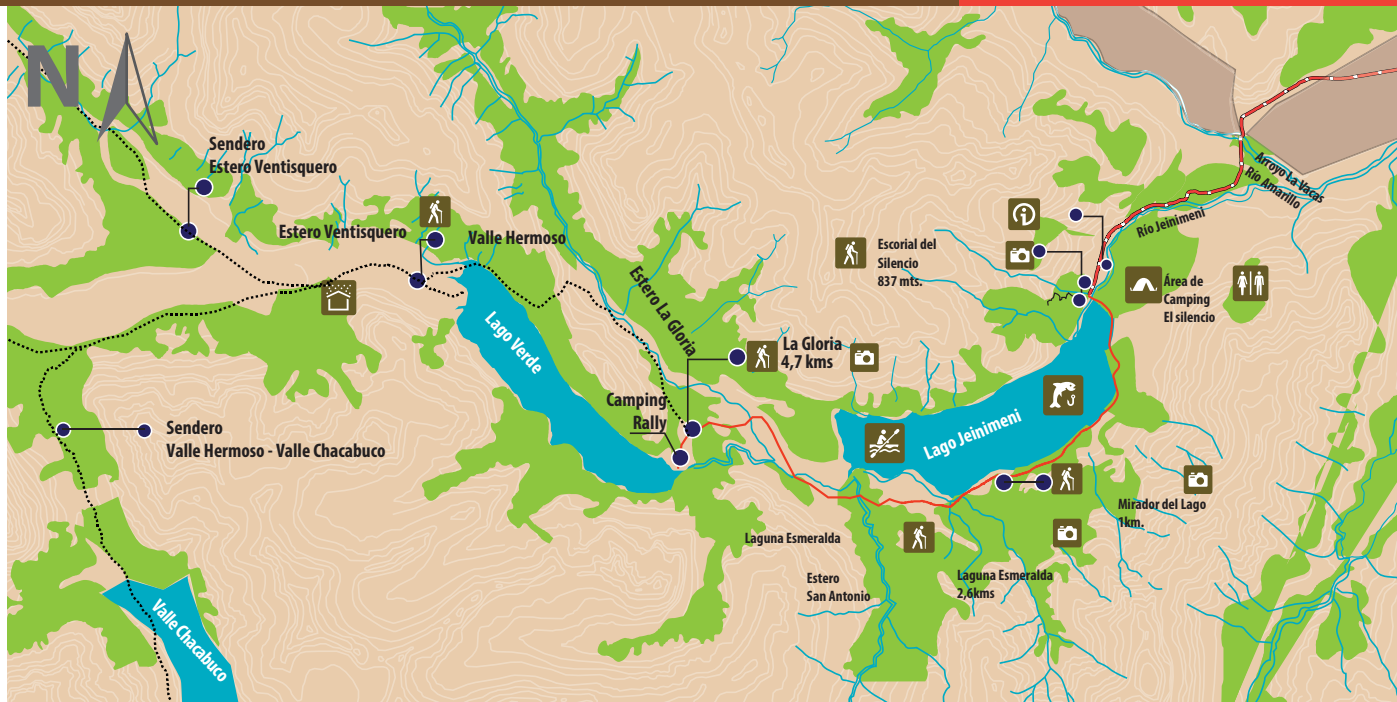 N
Sendero
Estero Ventisquero
Estero Ventisquero
Valle Hermoso
Estero La Gloria
Lago Verde
La Gloria
4,7 kms
Camping
Rally
Sendero
Valle Hermoso - Valle Chacabuco
Valle Chacabuco
Escorial del
Silencio
837 mts.
Arroyo La Vacas
Río Amarillo
Río Jeinimeni
Área de
Camping
El silencio
Lago Jeinimeni
Mirador del Lago
1km.
Laguna Esmeralda
Estero
San Antonio
Laguna Esmeralda
2,6kms